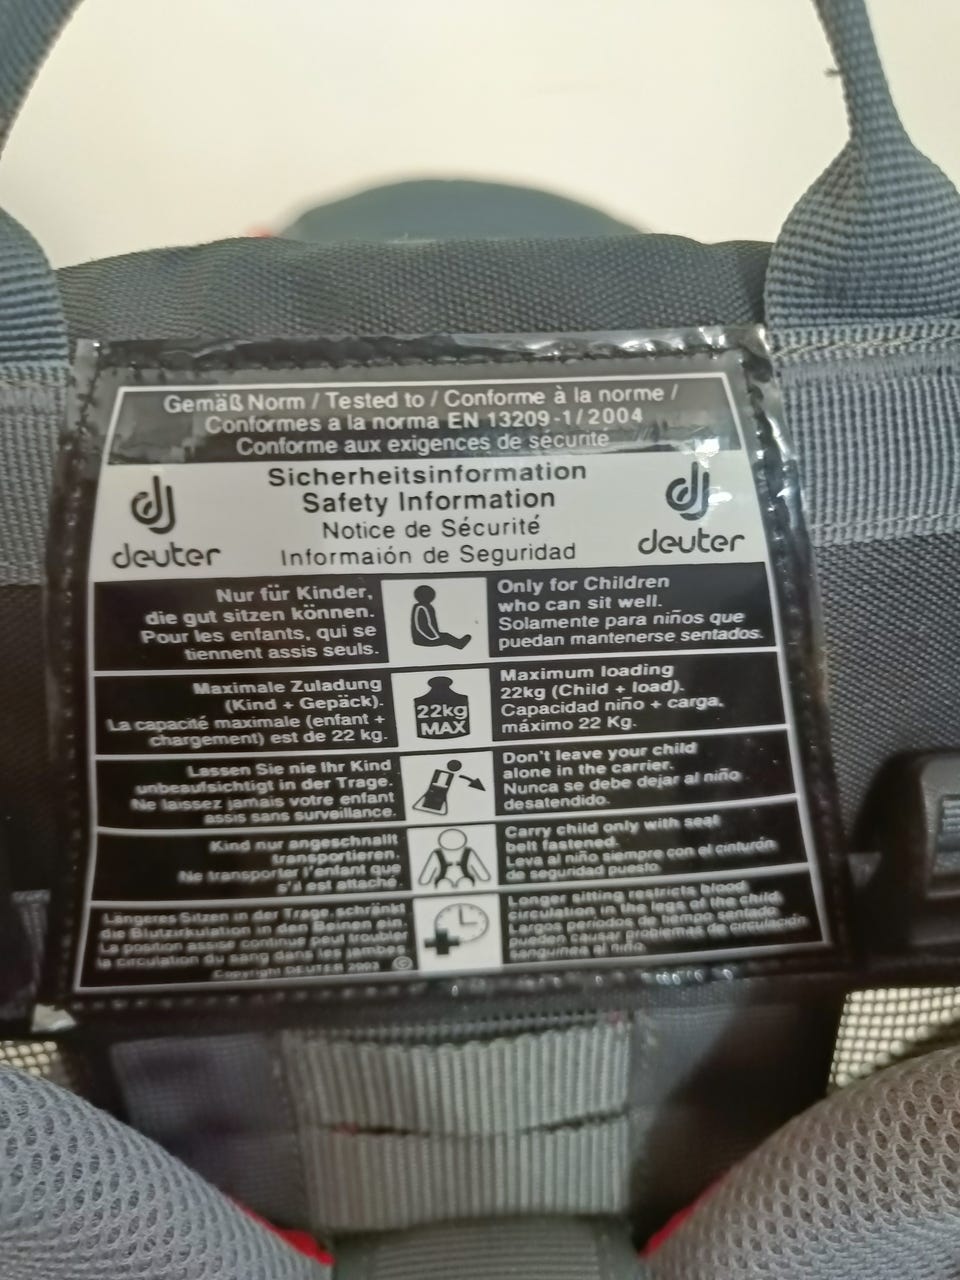 Gemäß Norm / Tested to / Conforme à la norme /
Conformes a la norma EN 13209-1/2004
Conforme aux exigences de sécurite
Sicherheitsinformation
Safety Information
Notice de Sécurité
Informaión de Seguridad
deuter
deuter
Nur für Kinder,
die gut sitzen können.
Pour les enfants, qui se
tiennent assis seuls.
Only for Children
who can sit well.
Solamente para niños que
puedan mantenerse sentados.
Maximale Zuladung
(Kind + Gepäck).
La capacité maximale (enfant +
chargement) est de 22 kg.
22kg
MAX
Maximum loading
22kg (Child + load).
Capacidad niño + carga.
máximo 22 Kg.
Lassen Sie nie Ihr Kind
unbeaufsichtigt in der Trage.
Ne laissez jamais votre enfant
assis sans surveillance.
Don't leave your child
alone in the carrier.
Nunca se debe dejar al niño
desatendido.
Kind nur angeschnallt
transportieren.
Ne transporter l'enfant que
s'il est attaché.
Carry child only with seat
belt fastened.
Leva al niño siempre con el cinturón
de seguridad puesto.
Längeres Sitzen in der Trage, schränkt
die Blutzirkulation in den Beinen ein.
La position assise continue peut troubler
la circulation du sang dans les jambes.
Copyright DEUTER 2003 ©
Longer sitting restricts blood
circulation in the legs of the child.
Largos periodos de tiempo sentado
pueden causar problemas de circulación
sanguinea al niño.